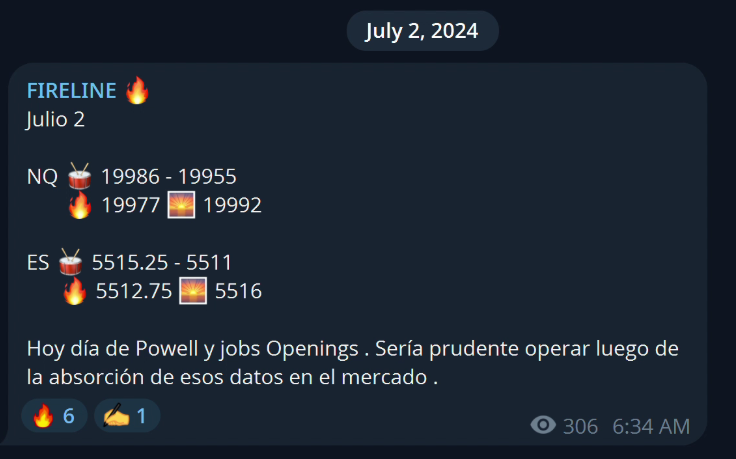 July 2, 2024
FIRELINE 🔥
Julio 2
NQ 🥁 19986 - 19955
🔥 19977 🌅 19992
ES 🥁 5515.25 - 5511
🔥 5512.75 🌅 5516
Hoy día de Powell y jobs Openings . Sería prudente operar luego de
la absorción de esos datos en el mercado .
🔥 6 ✍️ 1
306 6:34 AM